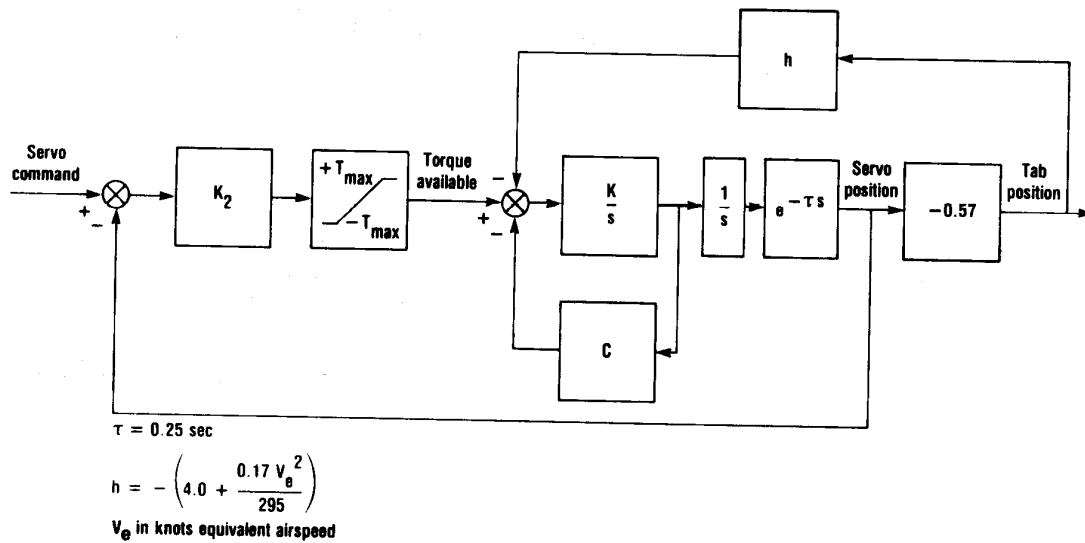 h
Servo
command
+
−
K₂
+ Tmax
− Tmax
Torque
available
−
+
−
K
s
1
s
e − τ s
Servo
position
−0.57
Tab
position
C
τ = 0.25 sec
h = − (4.0 + 0.17 Ve² / 295)
Ve in knots equivalent airspeed